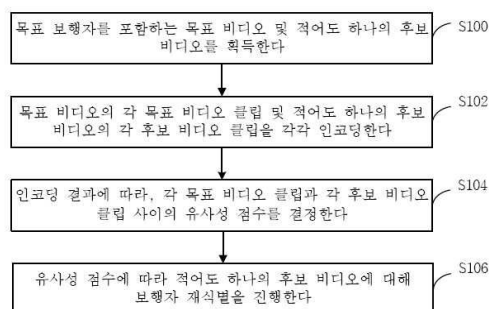 목표 보행자를 포함하는 목표 비디오 및 적어도 하나의 후보
비디오를 획득한다
S100
목표 비디오의 각 목표 비디오 클립 및 적어도 하나의 후보
비디오의 각 후보 비디오 클립을 각각 인코딩한다
S102
인코딩 결과에 따라, 각 목표 비디오 클립과 각 후보 비디오
클립 사이의 유사성 점수를 결정한다
S104
유사성 점수에 따라 적어도 하나의 후보 비디오에 대해
보행자 재식별을 진행한다
S106